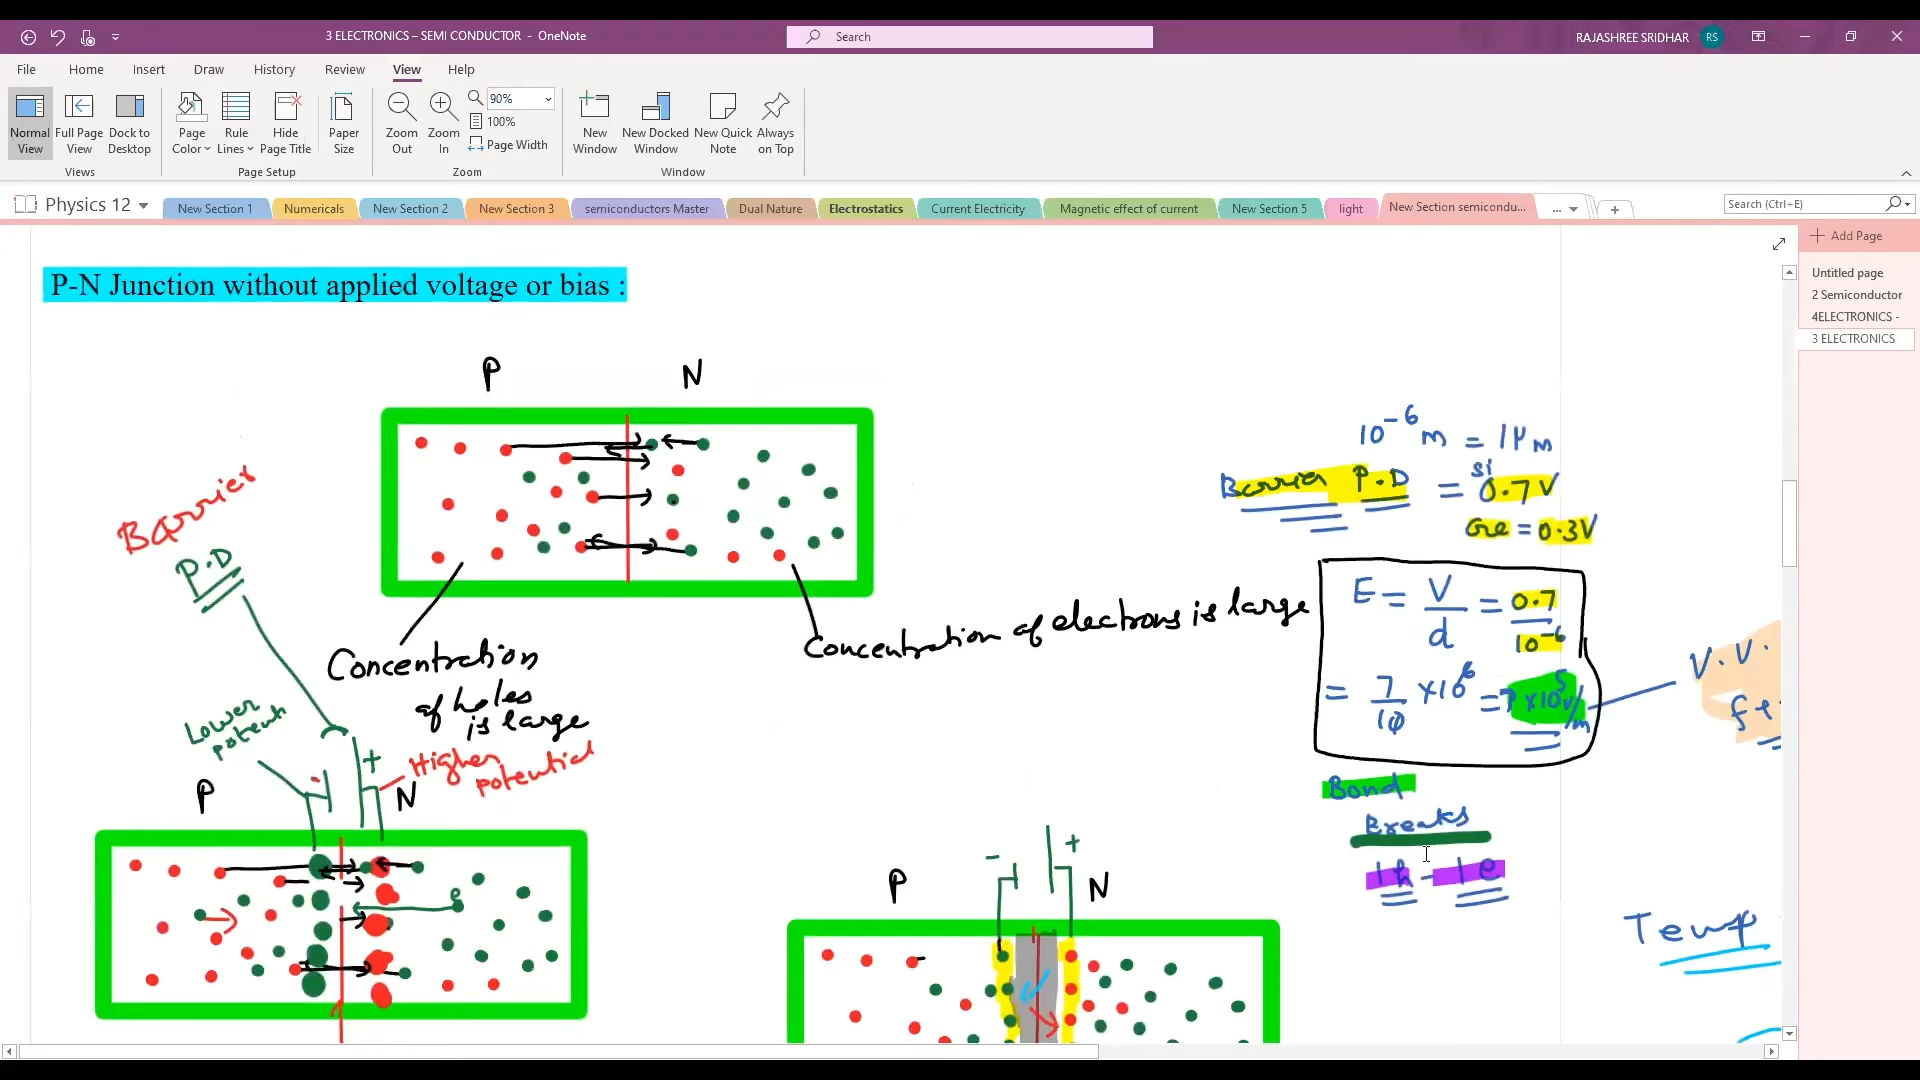 3 ELECTRONICS – SEMI CONDUCTOR - OneNote
Search
RAJASHREE SRIDHAR
RS
File Home Insert Draw History Review View Help
Normal View
Full Page View
Dock to Desktop
Page Color
Rule Lines
Hide Page Title
Paper Size
Zoom Out
Zoom In
90%
100%
Page Width
New Window
New Docked Window
New Quick Note
Always on Top
Views
Page Setup
Zoom
Window
Physics 12
New Section 1
Numericals
New Section 2
New Section 3
semiconductors Master
Dual Nature
Electrostatics
Current Electricity
Magnetic effect of current
New Section 5
light
New Section semicondu...
...
Search (Ctrl+E)
Add Page
Untitled page
2 Semiconductor
4ELECTRONICS -
3 ELECTRONICS
P-N Junction without applied voltage or bias :
P N
10⁻⁶ m = 1μm
Barrier P.D = Si 0.7V
Ge = 0.3V
Barrier
P.D
E = V/d = 0.7/10⁻⁶
= 7/10 × 10⁶ = 7 × 10⁵ V/m
V.V.
Concentration of electrons is large
Concentration
of holes
is large
Lower
potent
Higher
potential
P - + N
Bond
Breaks
1h - 1e
P - + N
e
Temp